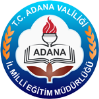 T.C. ADANA VALİLİĞİ
ADANA
İL MİLLİ EĞİTİM MÜDÜRLÜĞÜ